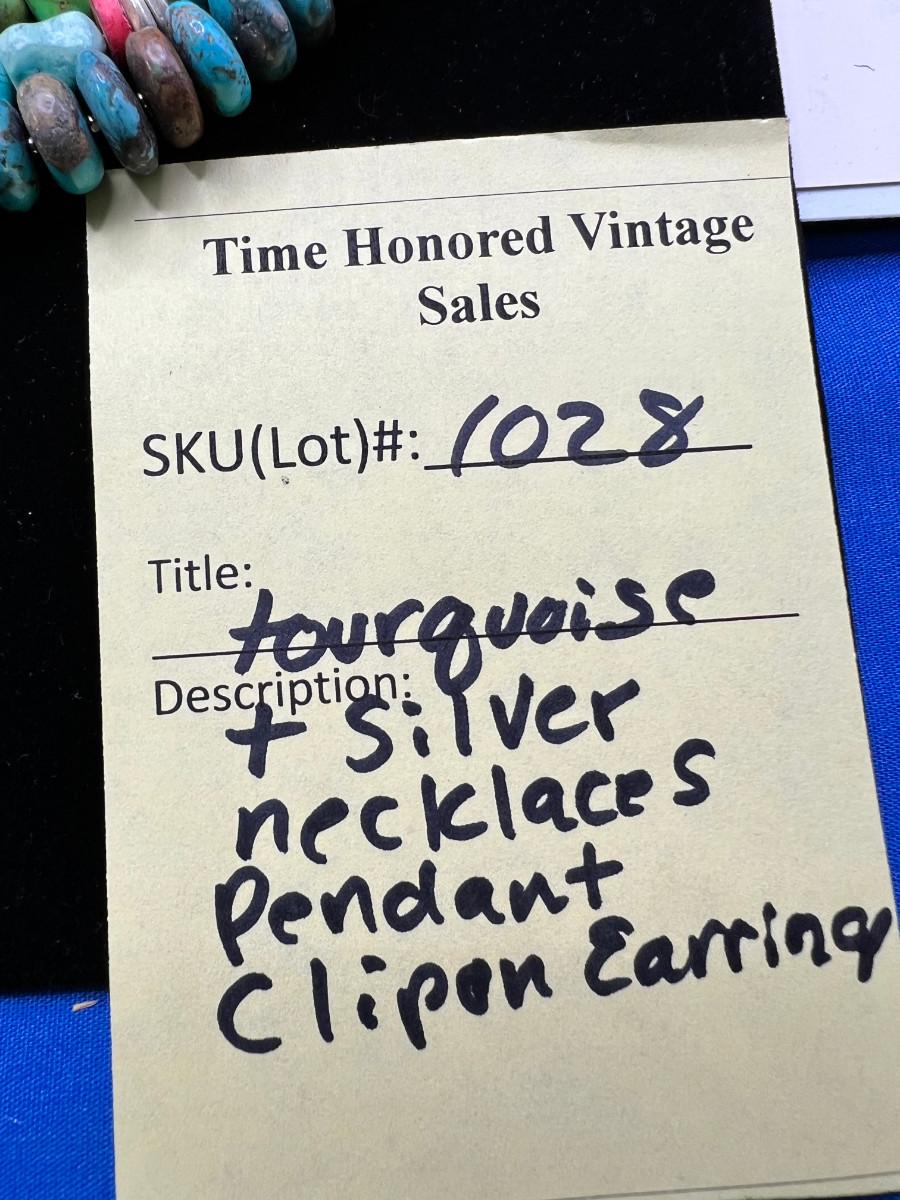 Time Honored Vintage
Sales
SKU(Lot)#: 1028
Title:
tourquoise
Description:
+ Silver
necklaces
Pendant
Clipon Earring